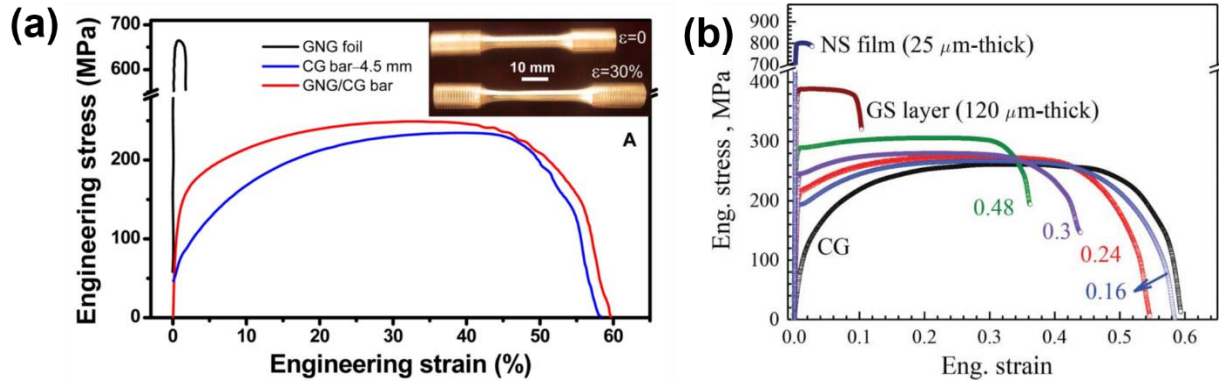 (a)
Engineering stress (MPa)
700
650
600
200
100
0
GNG foil
CG bar–4.5 mm
GNG/CG bar
ε=0
10 mm
ε=30%
A
0 10 20 30 40 50 60
Engineering strain (%)
(b)
Eng. stress , MPa
900
800
700
400
300
200
100
0
NS film (25 μm-thick)
GS layer (120 μm-thick)
0.48
0.3
0.24
0.16
CG
0.0 0.1 0.2 0.3 0.4 0.5 0.6
Eng. strain